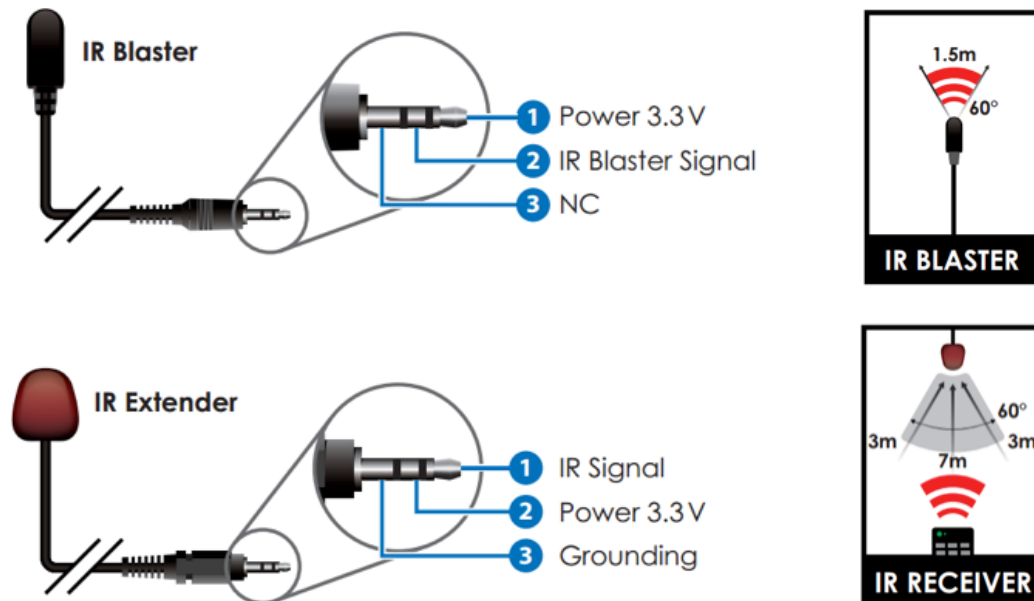 IR Blaster
1 Power 3.3 V
2 IR Blaster Signal
3 NC
1.5m
60°
IR BLASTER
IR Extender
1 IR Signal
2 Power 3.3 V
3 Grounding
60°
3m
3m
7m
IR RECEIVER